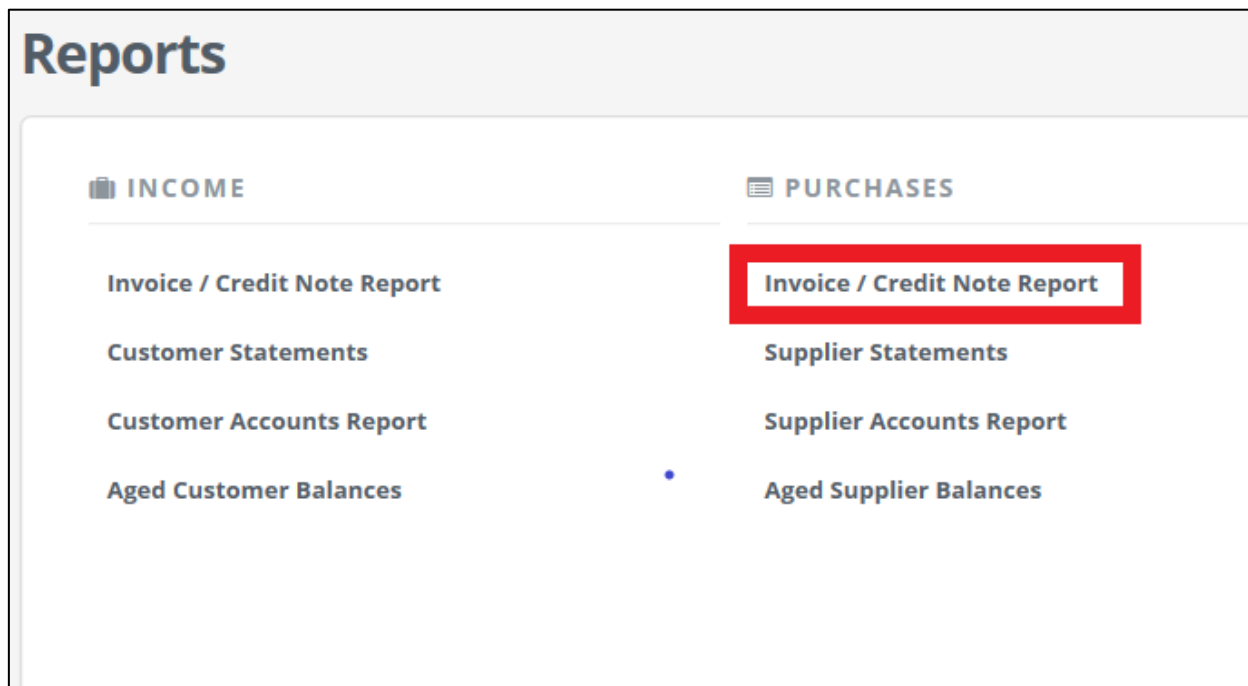 Reports
INCOME
Invoice / Credit Note Report
Customer Statements
Customer Accounts Report
Aged Customer Balances
PURCHASES
Invoice / Credit Note Report
Supplier Statements
Supplier Accounts Report
Aged Supplier Balances